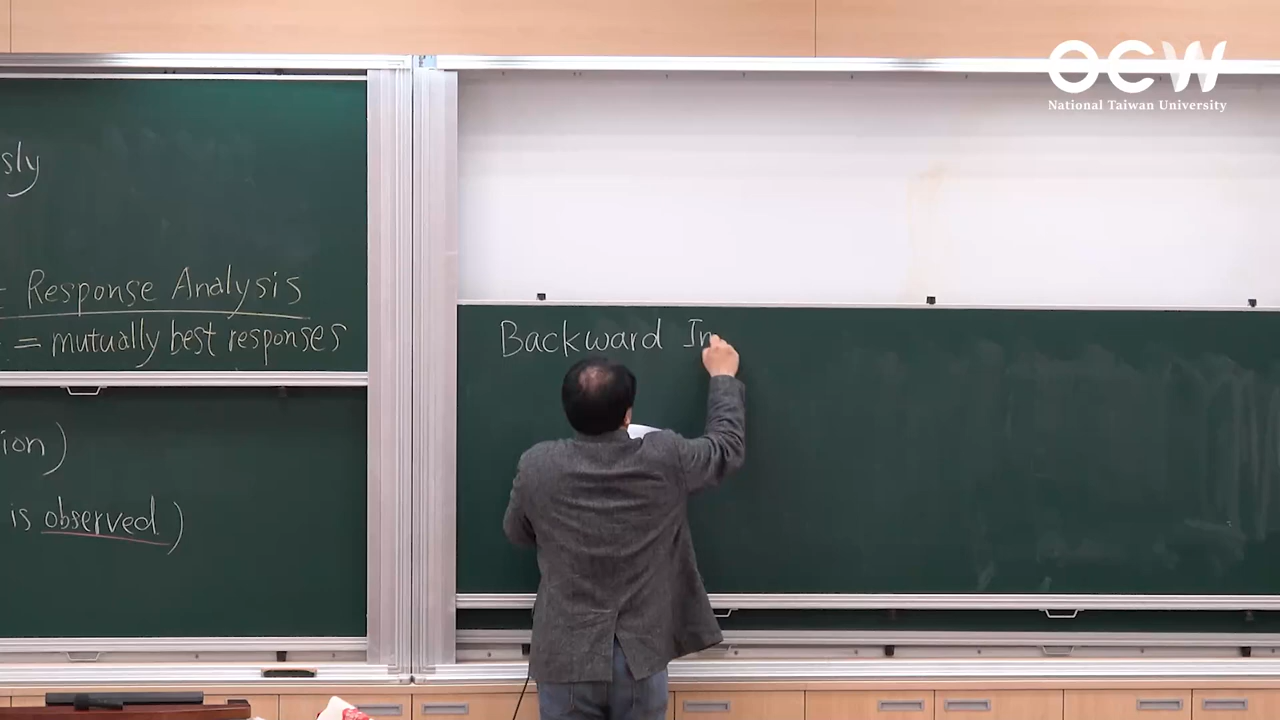 sly
Response Analysis
= mutually best responses
ion)
is observed)
Backward In
OCW
National Taiwan University